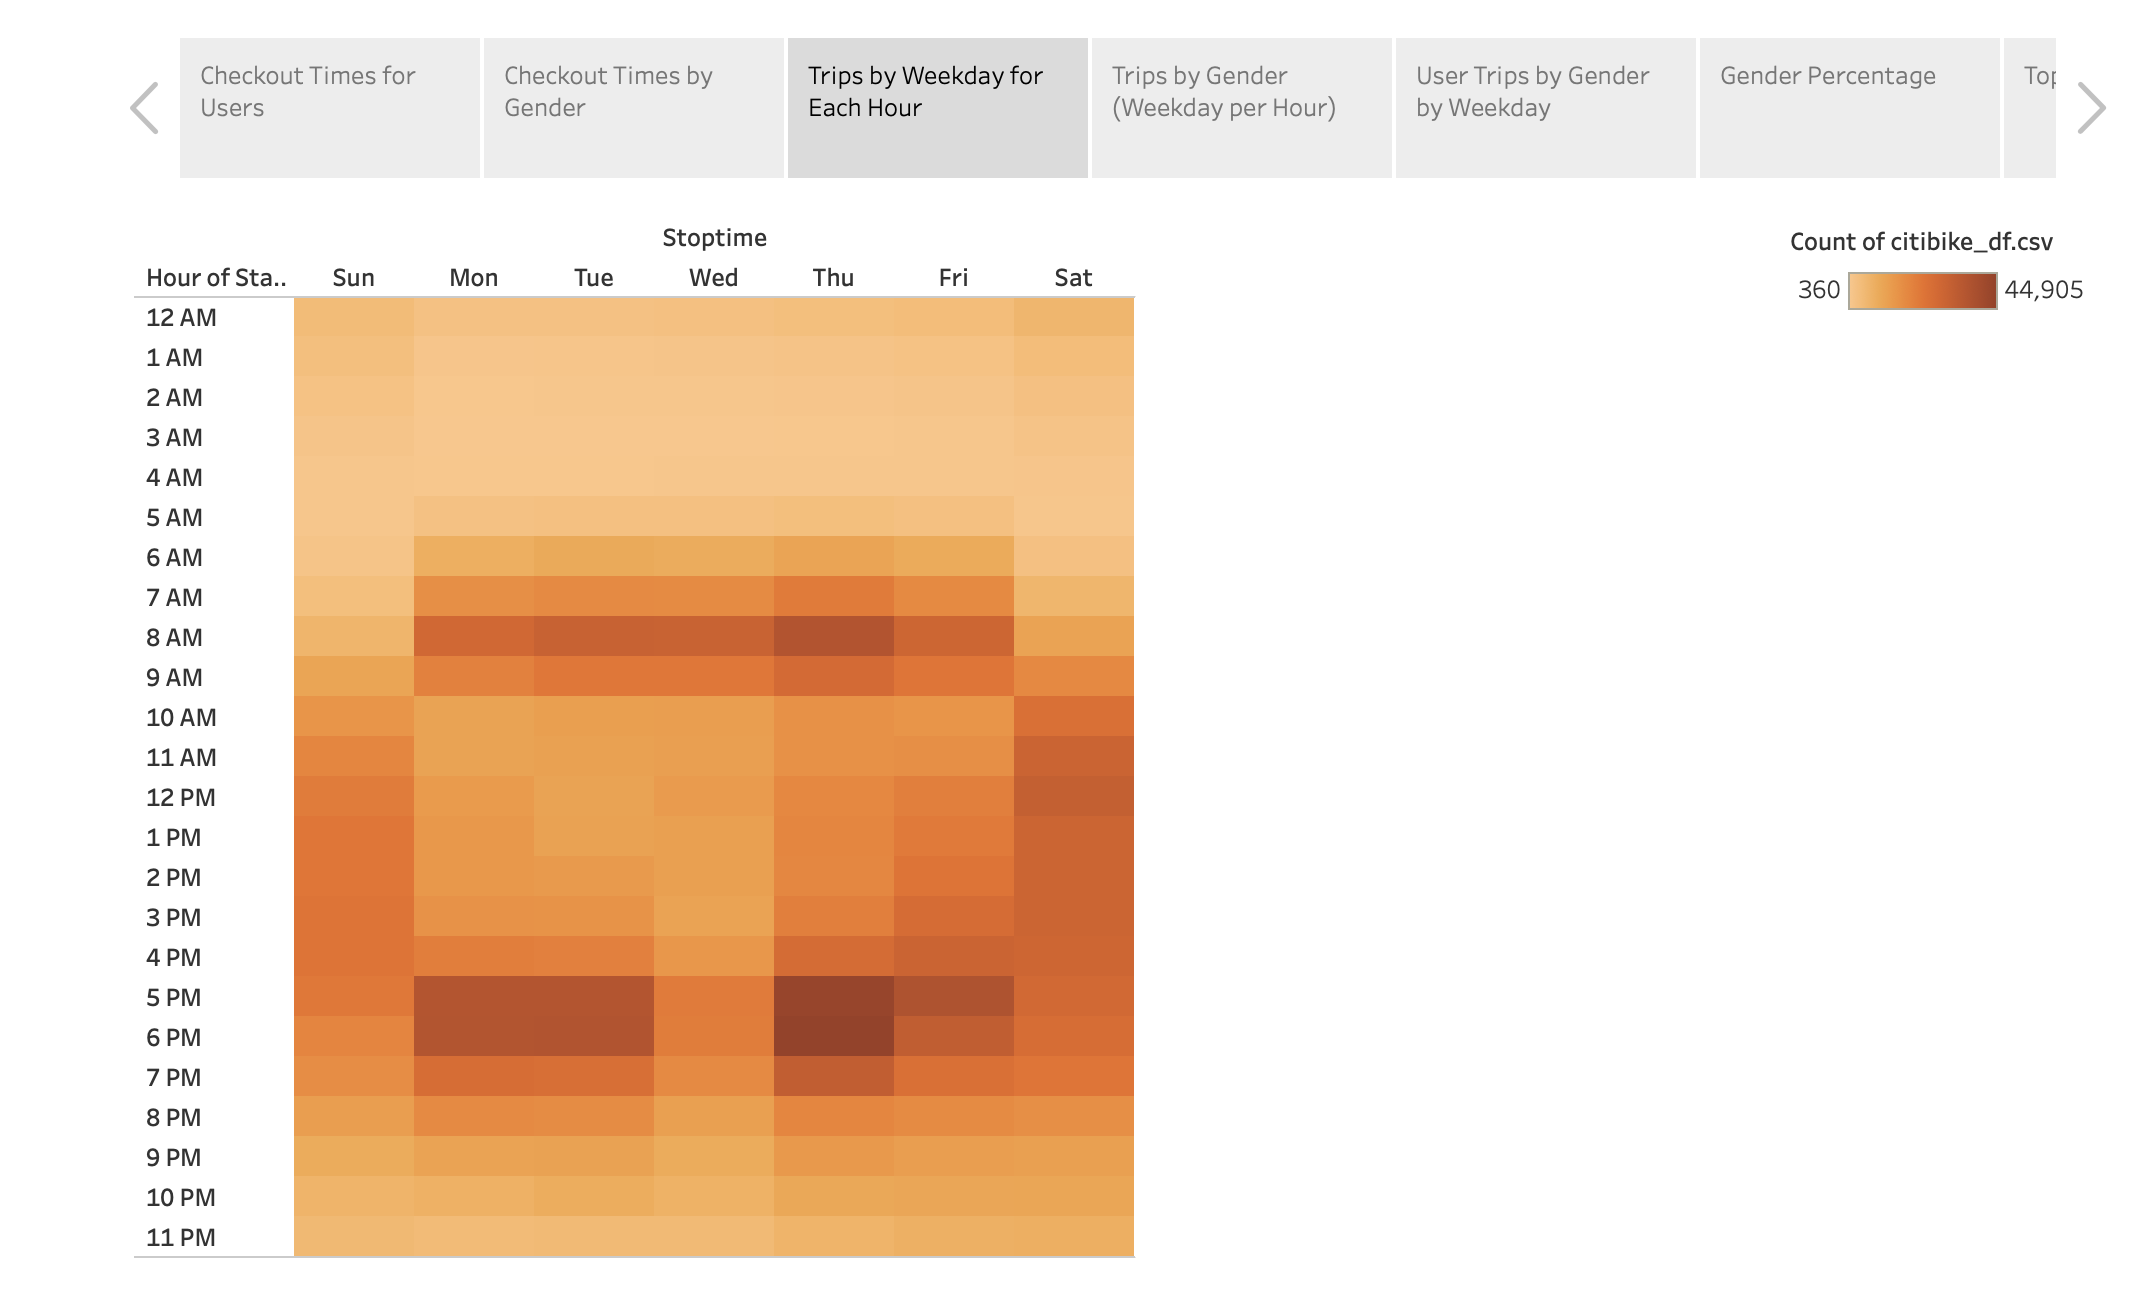 Checkout Times for
Users
Checkout Times by
Gender
Trips by Weekday for
Each Hour
Trips by Gender
(Weekday per Hour)
User Trips by Gender
by Weekday
Gender Percentage
Top
Stoptime
Hour of Sta.. Sun Mon Tue Wed Thu Fri Sat
12 AM
1 AM
2 AM
3 AM
4 AM
5 AM
6 AM
7 AM
8 AM
9 AM
10 AM
11 AM
12 PM
1 PM
2 PM
3 PM
4 PM
5 PM
6 PM
7 PM
8 PM
9 PM
10 PM
11 PM
Count of citibike_df.csv
360 44,905